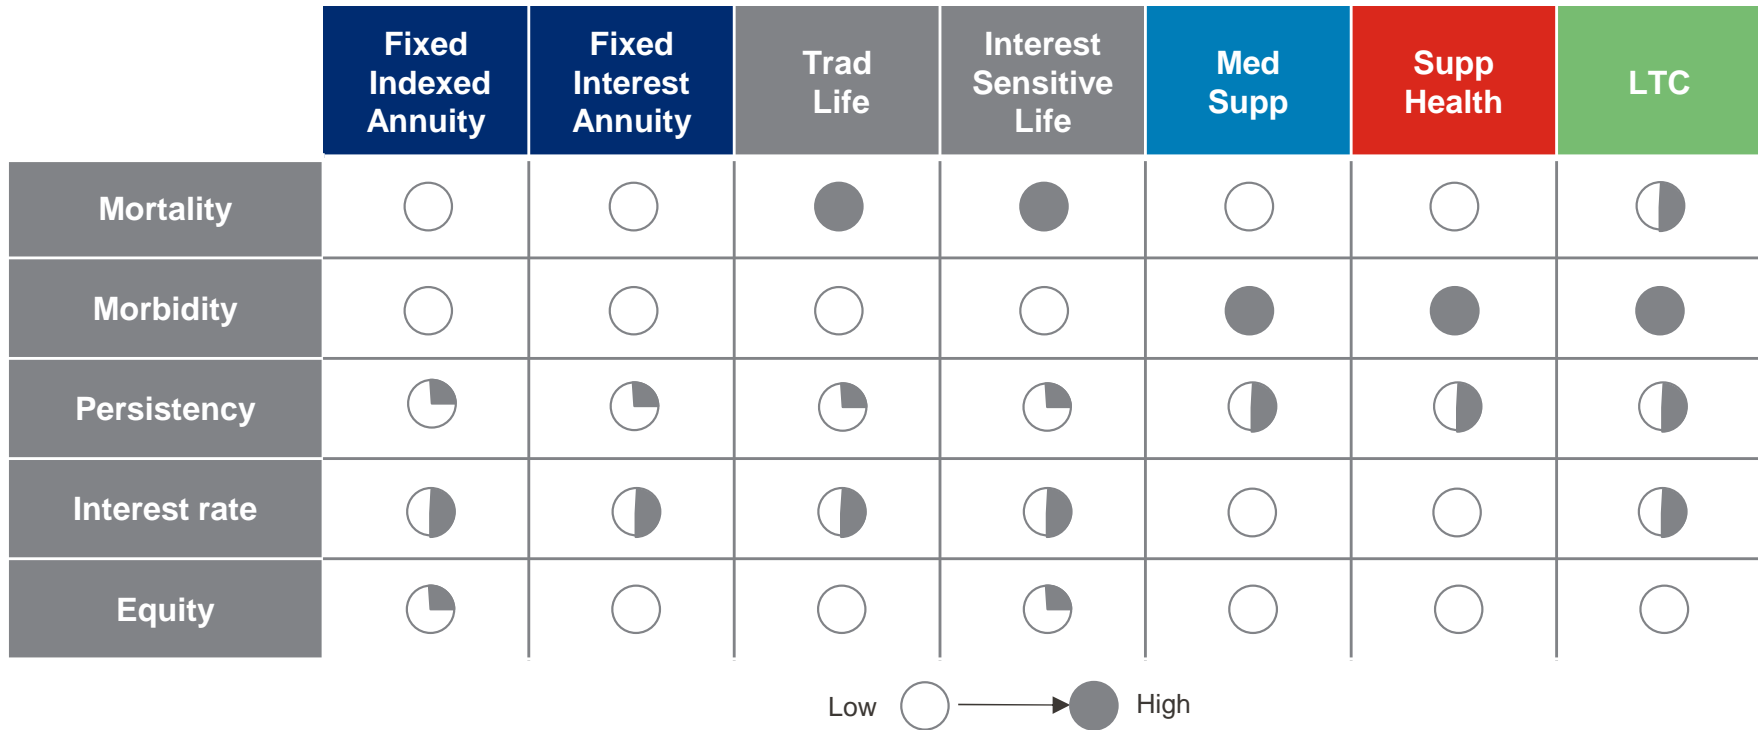 Fixed
Indexed
Annuity
Fixed
Interest
Annuity
Trad
Life
Interest
Sensitive
Life
Med
Supp
Supp
Health
LTC
Mortality
Morbidity
Persistency
Interest rate
Equity
Low
High